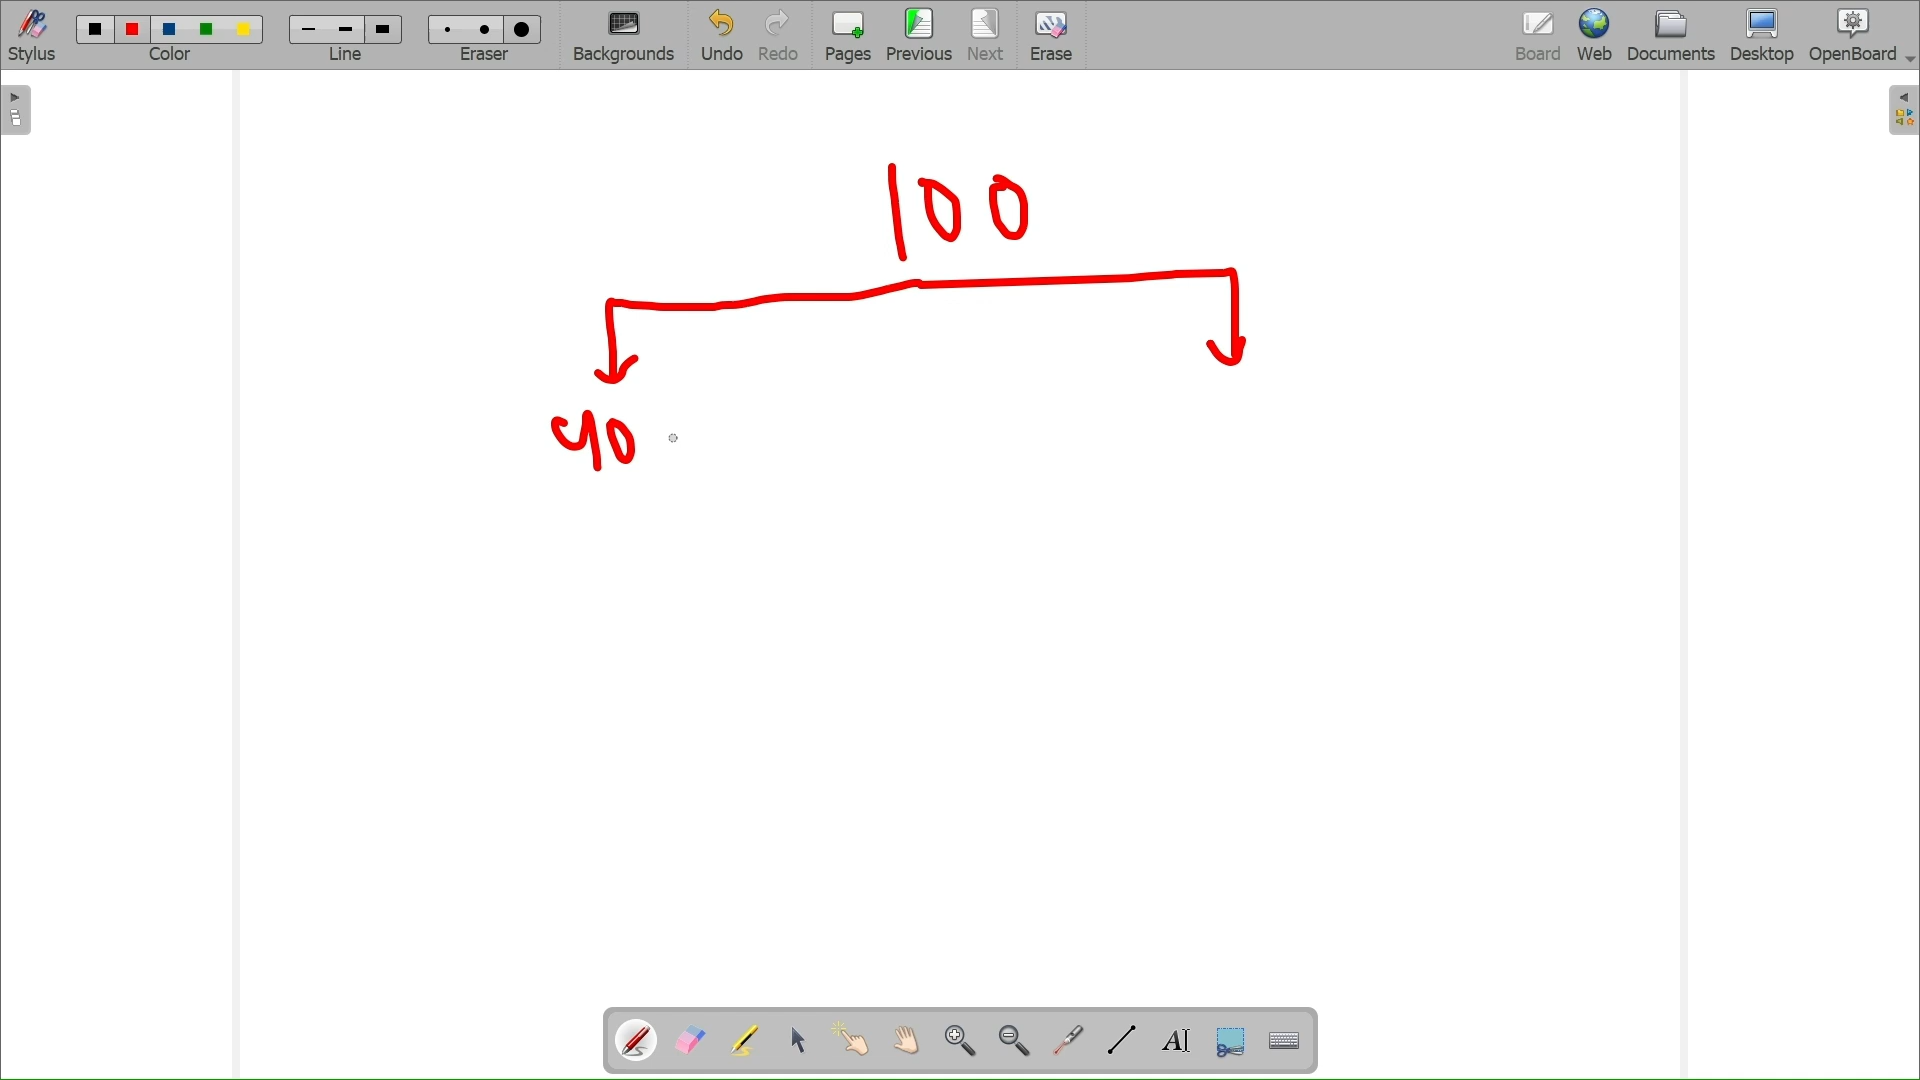 Stylus Color Line Eraser Backgrounds Undo Redo Pages Previous Next Erase Board Web Documents Desktop OpenBoard
100
40